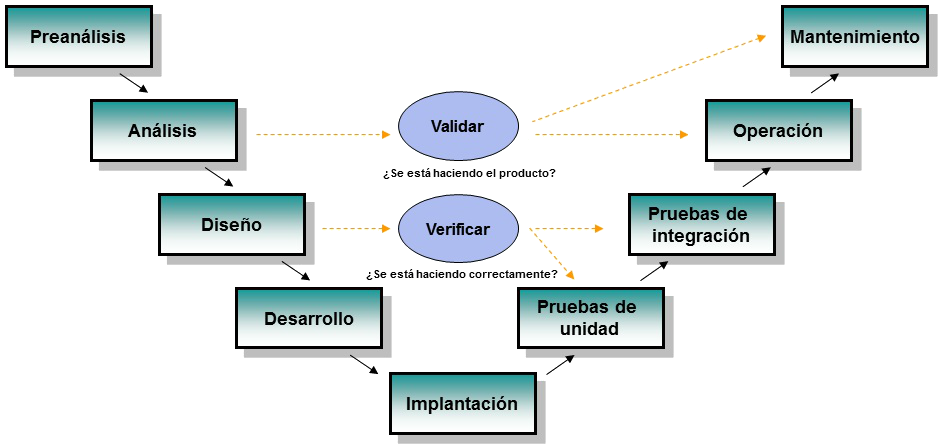 Preanálisis
Mantenimiento
Análisis
Validar
Operación
¿Se está haciendo el producto?
Diseño
Verificar
Pruebas de
integración
¿Se está haciendo correctamente?
Desarrollo
Pruebas de
unidad
Implantación